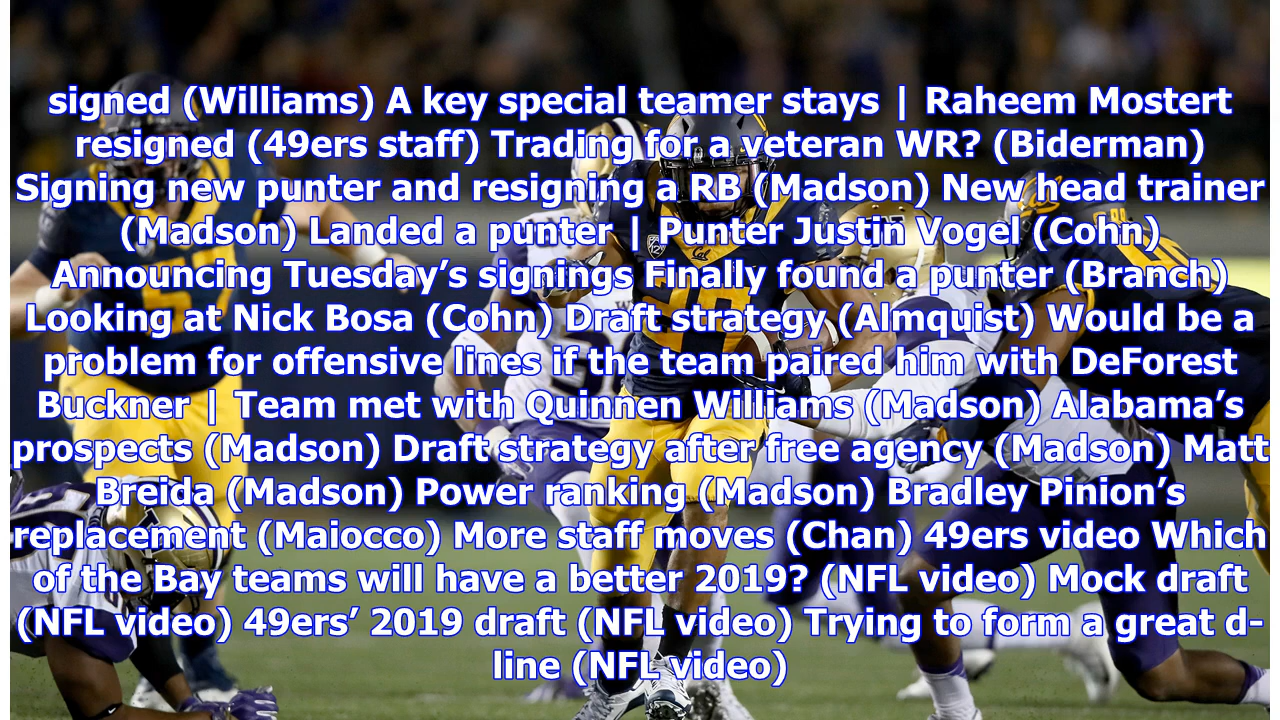 signed (Williams) A key special teamer stays | Raheem Mostert
resigned (49ers staff) Trading for a veteran WR? (Biderman)
Signing new punter and resigning a RB (Madson) New head trainer
(Madson) Landed a punter | Punter Justin Vogel (Cohn)
Announcing Tuesday’s signings Finally found a punter (Branch)
Looking at Nick Bosa (Cohn) Draft strategy (Almquist) Would be a
problem for offensive lines if the team paired him with DeForest
Buckner | Team met with Quinnen Williams (Madson) Alabama’s
prospects (Madson) Draft strategy after free agency (Madson) Matt
Breida (Madson) Power ranking (Madson) Bradley Pinion’s
replacement (Maiocco) More staff moves (Chan) 49ers video Which
of the Bay teams will have a better 2019? (NFL video) Mock draft
(NFL video) 49ers’ 2019 draft (NFL video) Trying to form a great d-
line (NFL video)
Cal